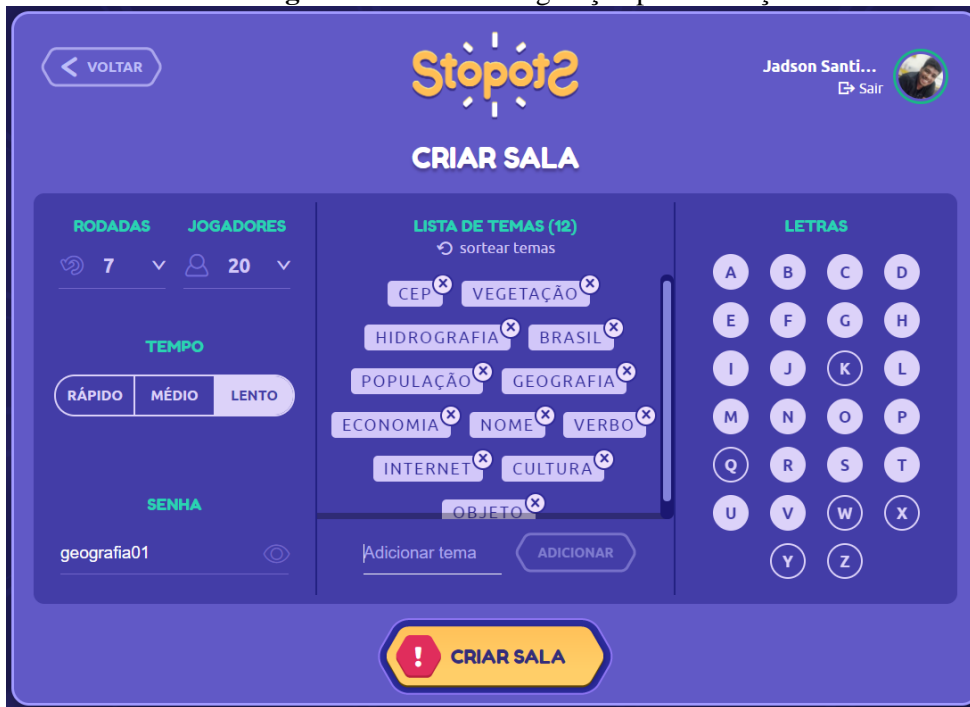 VOLTAR
StopotS
Jadson Santi...
Sair
CRIAR SALA
RODADAS JOGADORES
7 20
TEMPO
RÁPIDO MÉDIO LENTO
SENHA
geografia01
LISTA DE TEMAS (12)
sortear temas
CEP VEGETAÇÃO
HIDROGRAFIA BRASIL
POPULAÇÃO GEOGRAFIA
ECONOMIA NOME VERBO
INTERNET CULTURA
OBJETO
Adicionar tema ADICIONAR
LETRAS
A B C D
E F G H
I J K L
M N O P
Q R S T
U V W X
Y Z
! CRIAR SALA